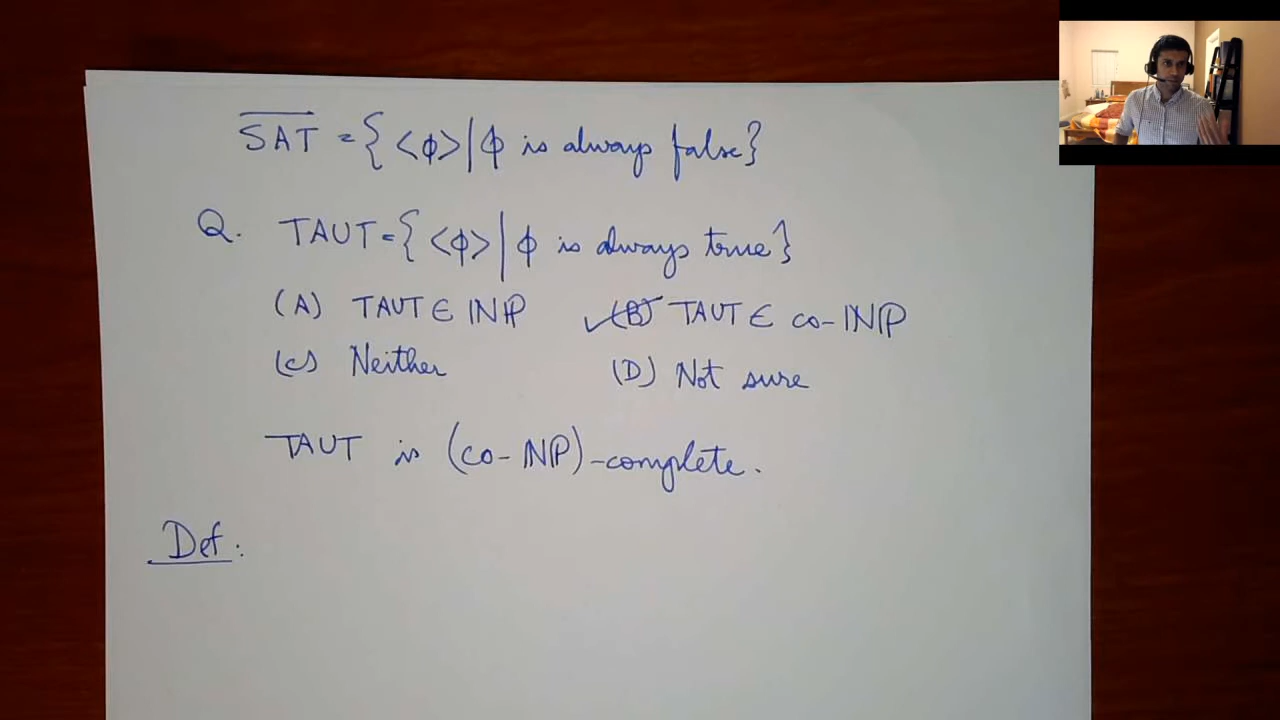 S̅A̅T̅ = {<φ> | φ is always false}
Q. TAUT = {<φ> | φ is always true}
(A) TAUT ∈ NP ✓(B) TAUT ∈ co-NP
(C) Neither (D) Not sure
TAUT is (co-NP)-complete.
Def: